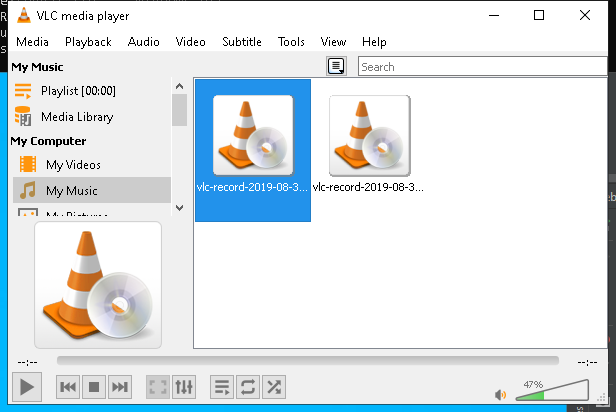 VLC media player
Media Playback Audio Video Subtitle Tools View Help
My Music
Search
Playlist [00:00]
Media Library
My Computer
My Videos
My Music
vlc-record-2019-08-3... vlc-record-2019-08-3...
--:-- --:--
47%